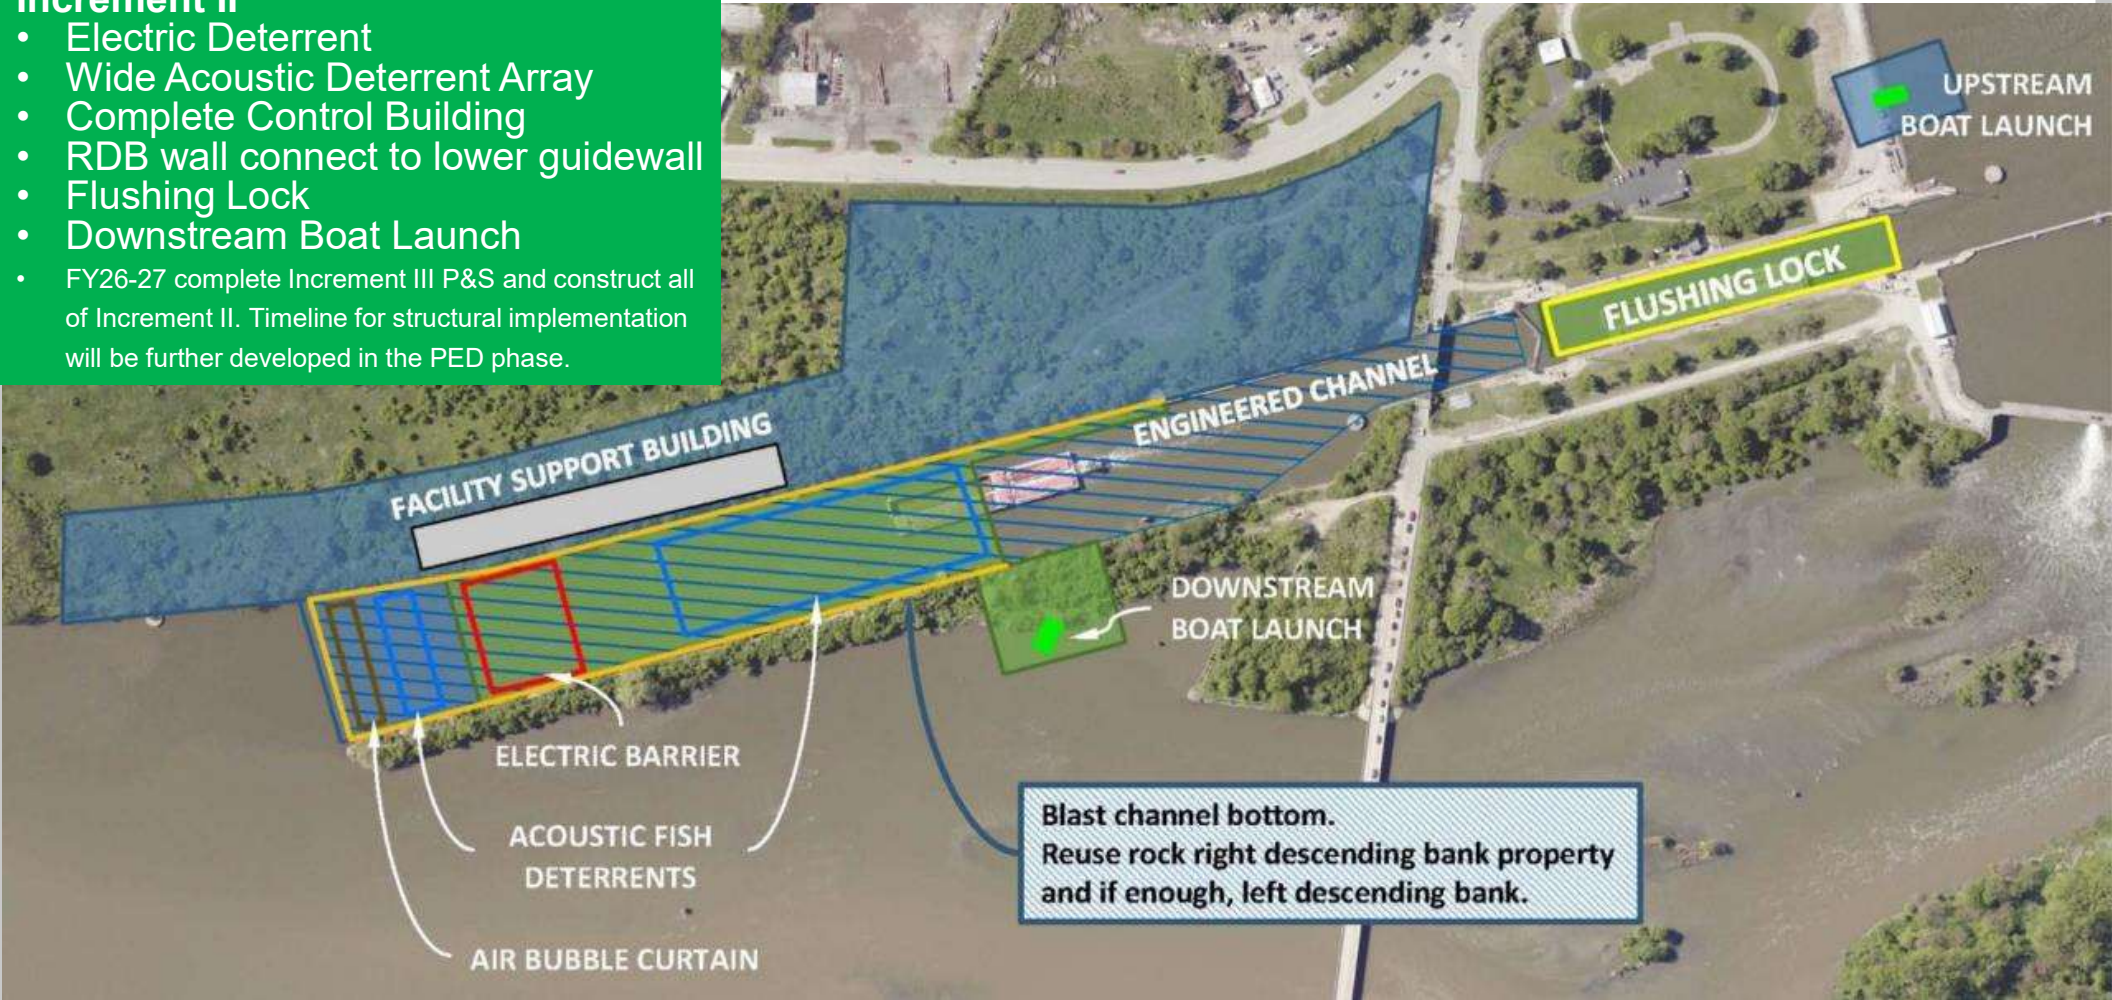 Increment II
• Electric Deterrent
• Wide Acoustic Deterrent Array
• Complete Control Building
• RDB wall connect to lower guidewall
• Flushing Lock
• Downstream Boat Launch
• FY26-27 complete Increment III P&S and construct all
of Increment II. Timeline for structural implementation
will be further developed in the PED phase.
UPSTREAM
BOAT LAUNCH
FLUSHING LOCK
ENGINEERED CHANNEL
FACILITY SUPPORT BUILDING
DOWNSTREAM
BOAT LAUNCH
ELECTRIC BARRIER
ACOUSTIC FISH
DETERRENTS
AIR BUBBLE CURTAIN
Blast channel bottom.
Reuse rock right descending bank property
and if enough, left descending bank.